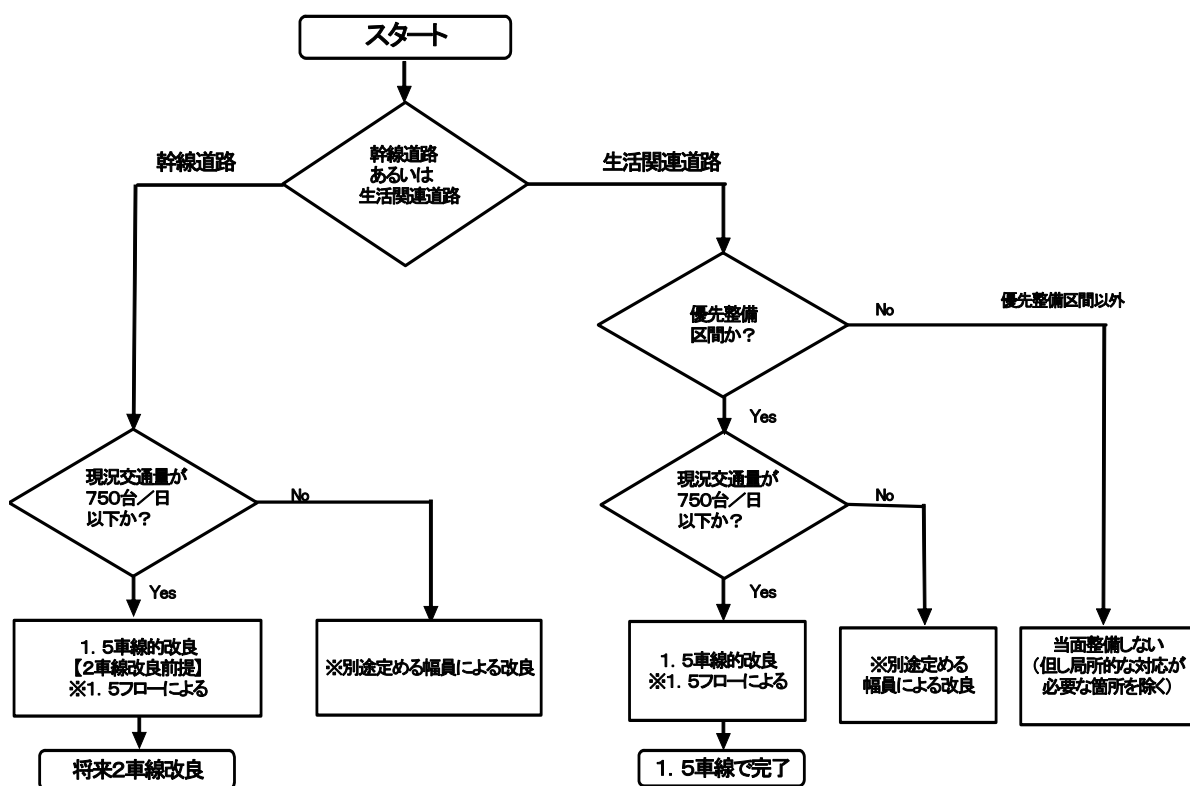 スタート
幹線道路
あるいは
生活関連道路
幹線道路
生活関連道路
優先整備
区間か？
No
優先整備区間以外
Yes
現況交通量が
750台／日
以下か？
No
Yes
現況交通量が
750台／日
以下か？
No
Yes
1．5車線的改良
【2車線改良前提】
※1．5フローによる
※別途定める幅員による改良
1．5車線的改良
※1．5フローによる
※別途定める
幅員による改良
当面整備しない
（但し局所的な対応が
必要な箇所を除く）
将来2車線改良
1．5車線で完了